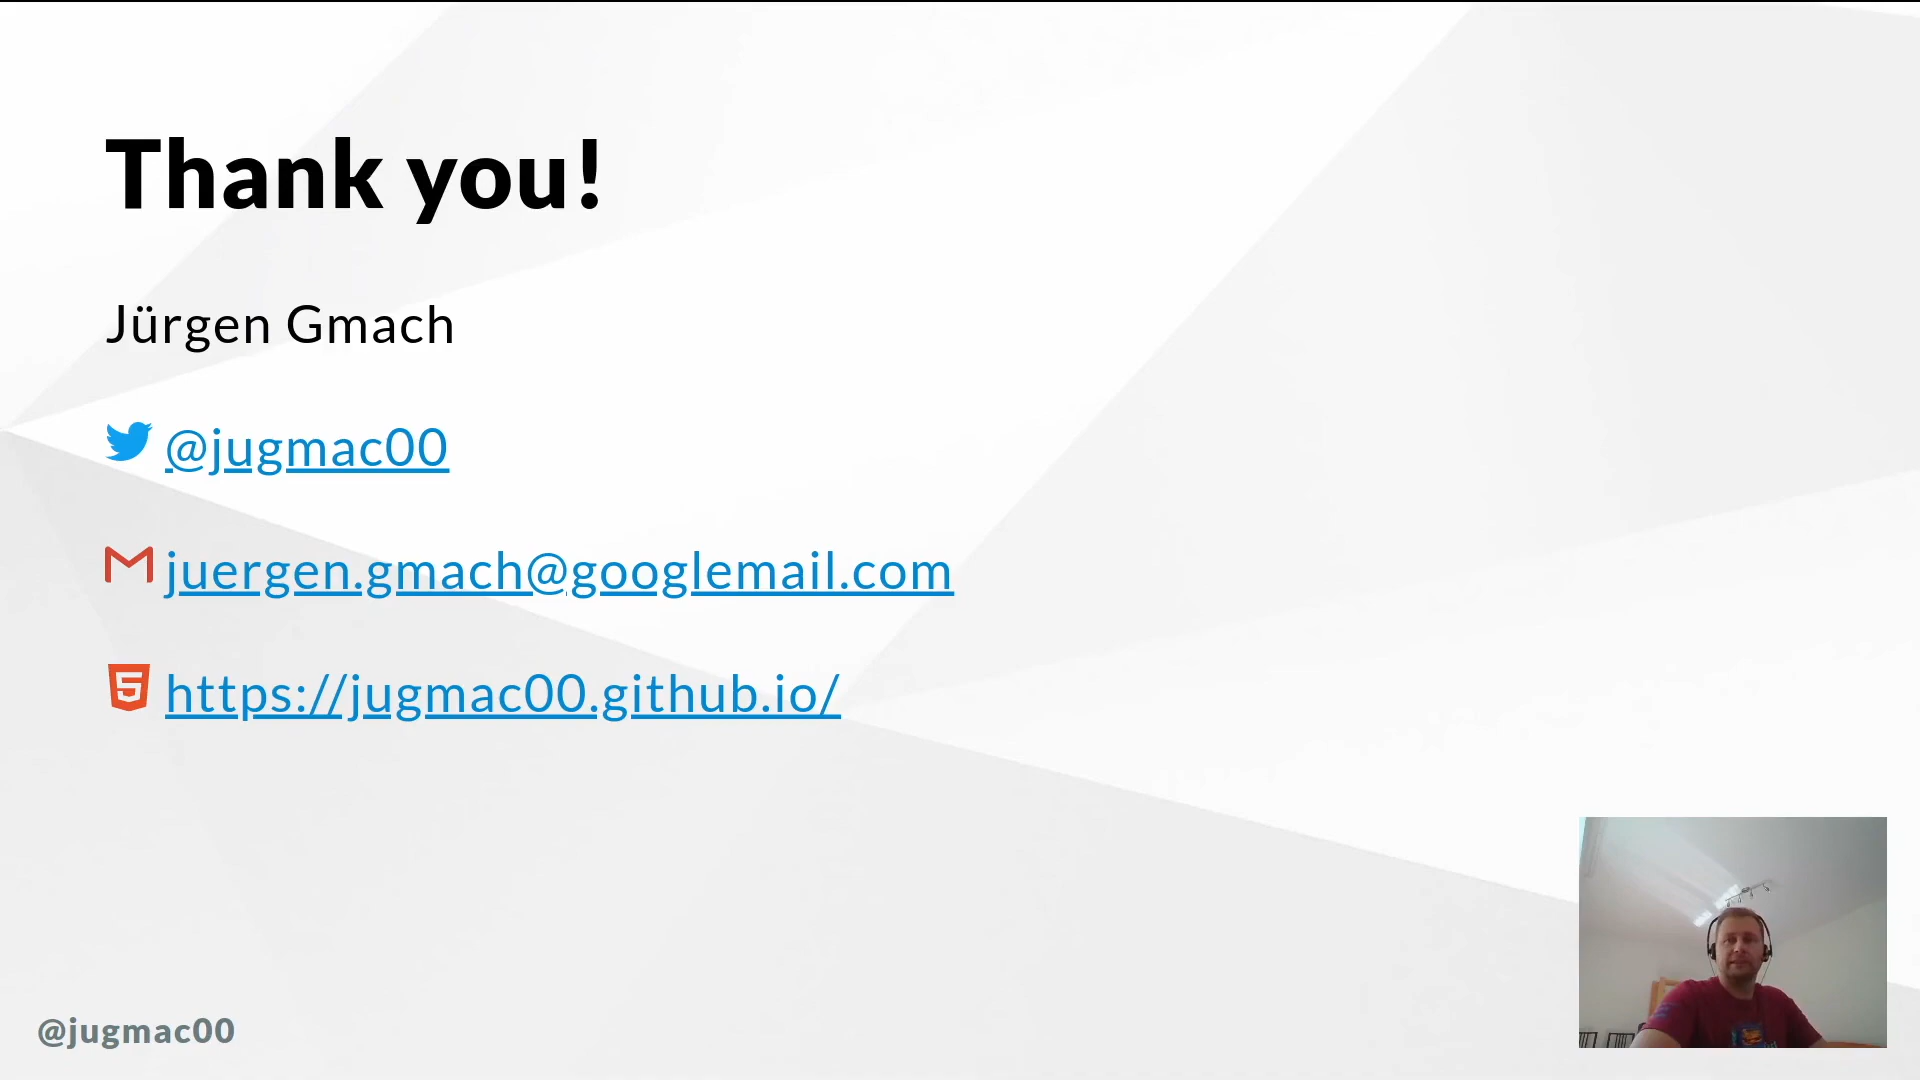 Thank you!
Jürgen Gmach
@jugmac00
juergen.gmach@googlemail.com
https://jugmac00.github.io/
@jugmac00